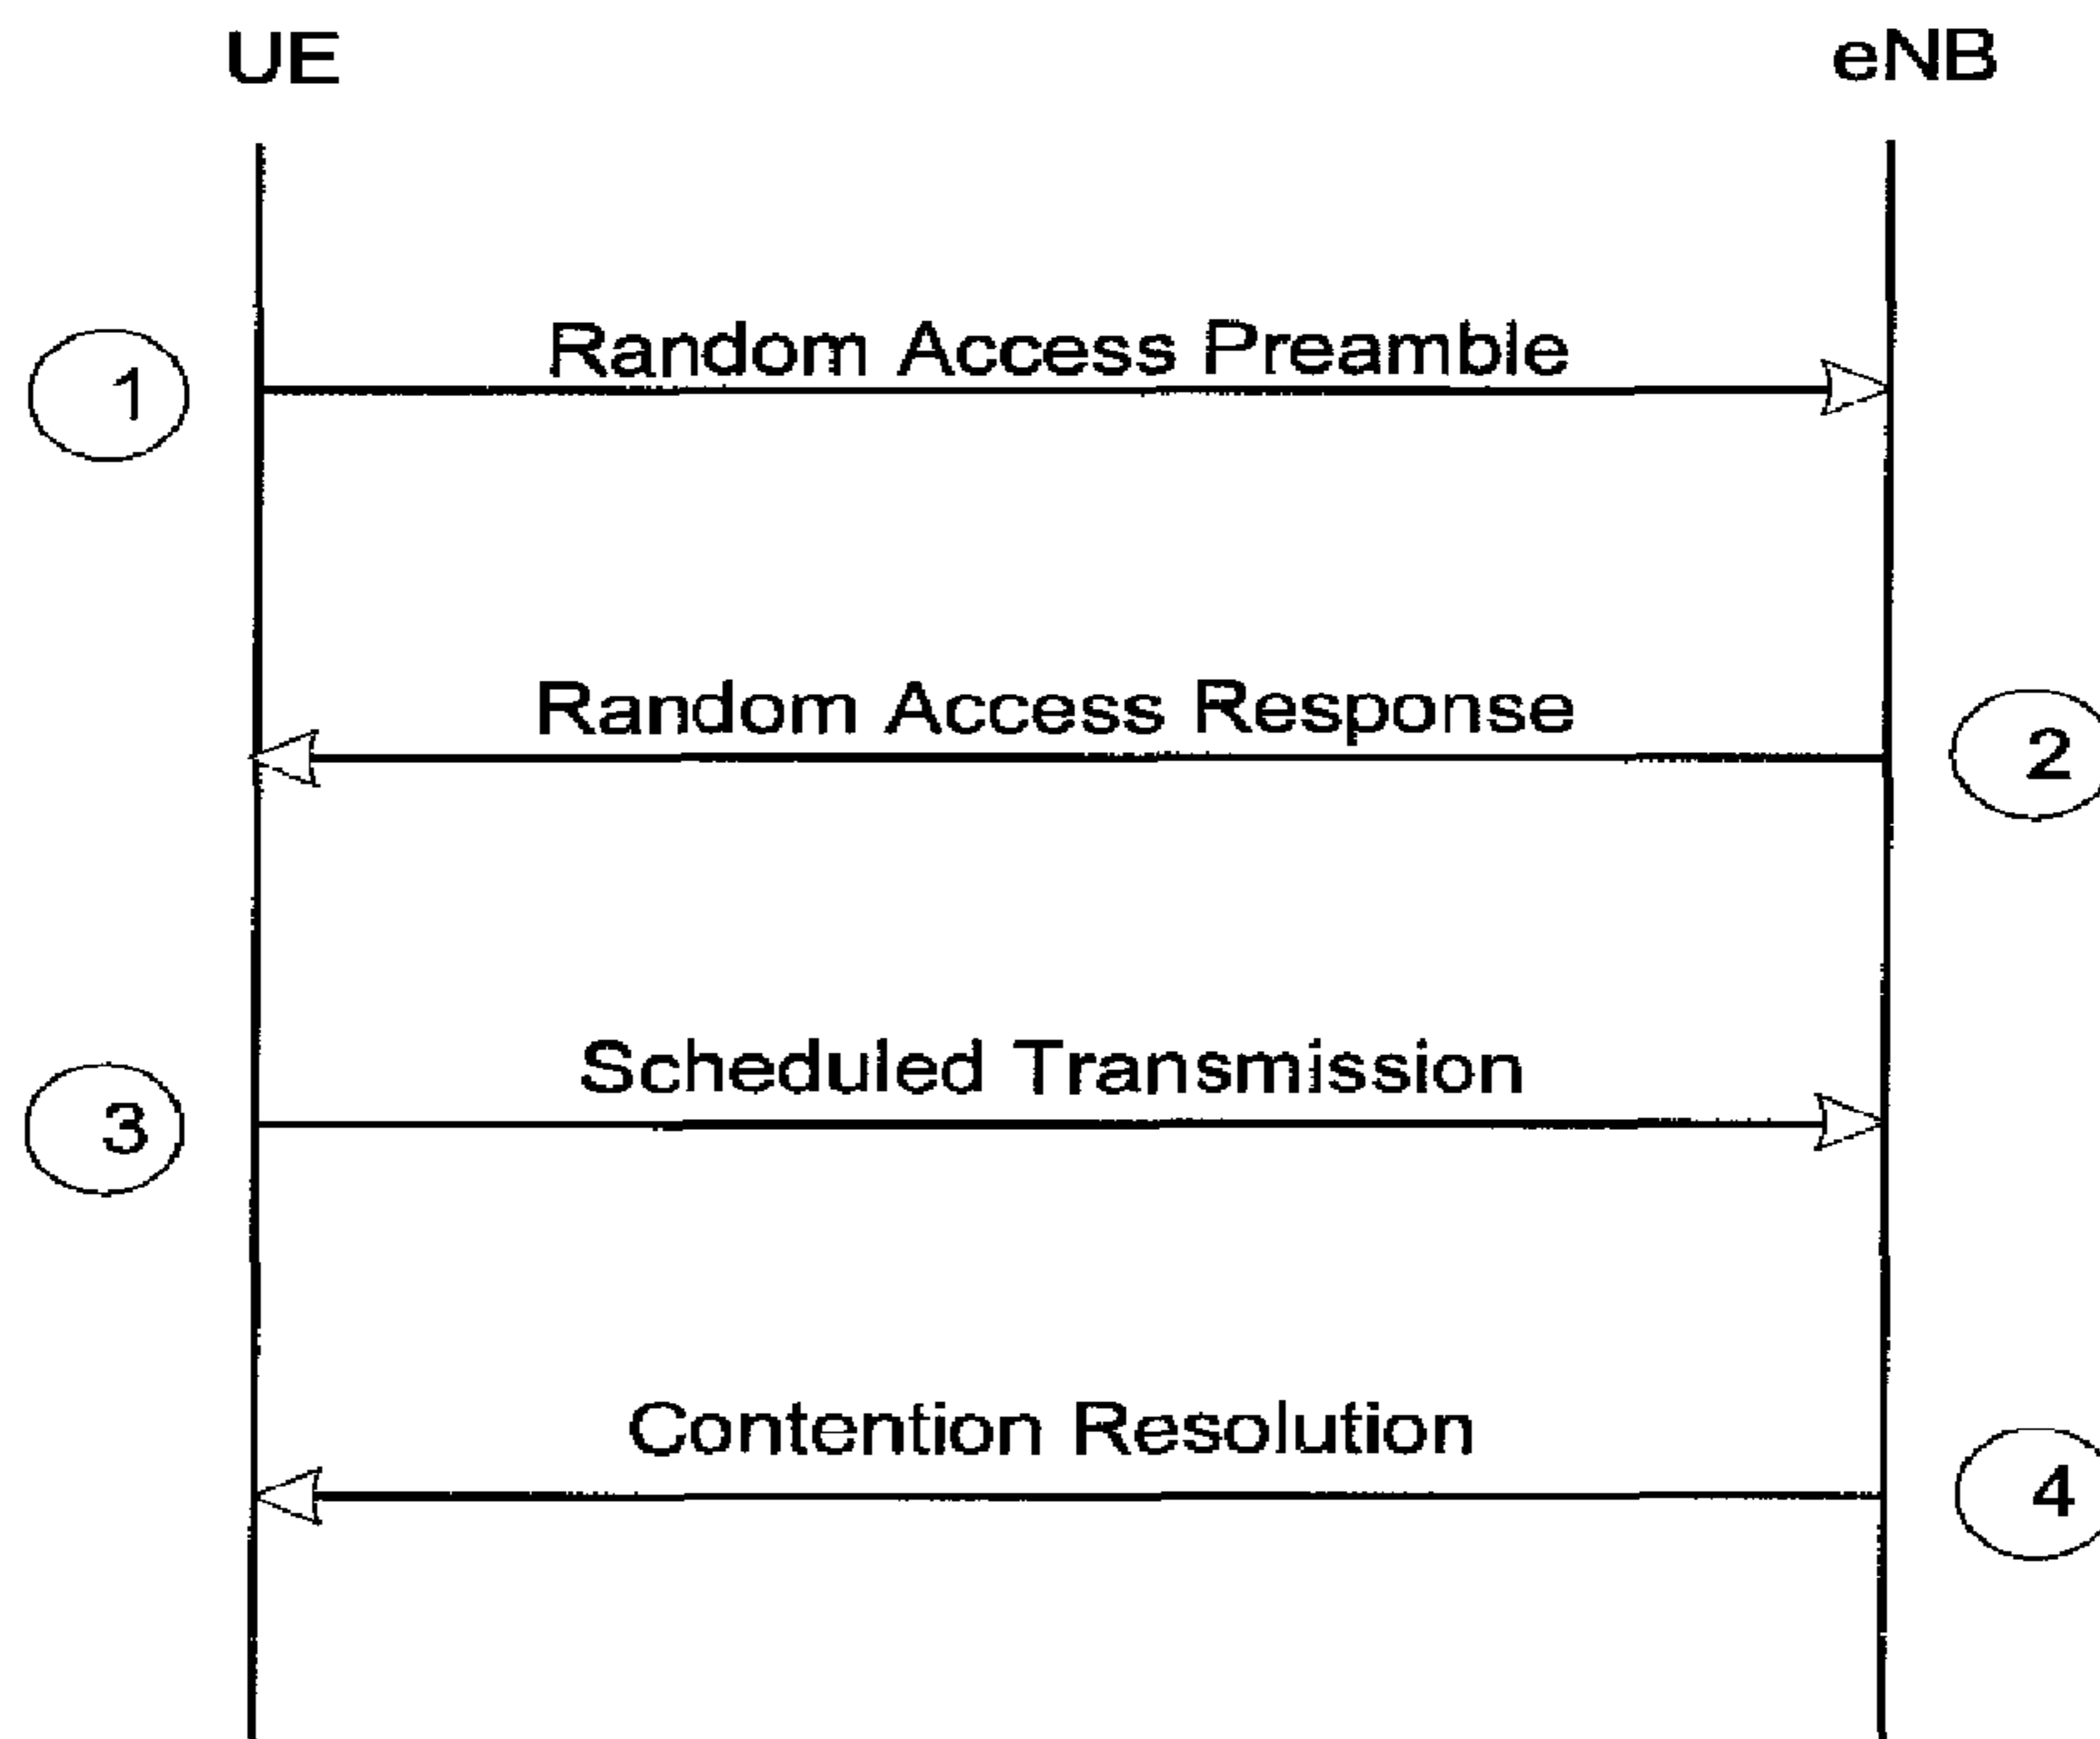 UE eNB
Random Access Preamble
1
Random Access Response
2
Scheduled Transmission
3
Contention Resolution
4